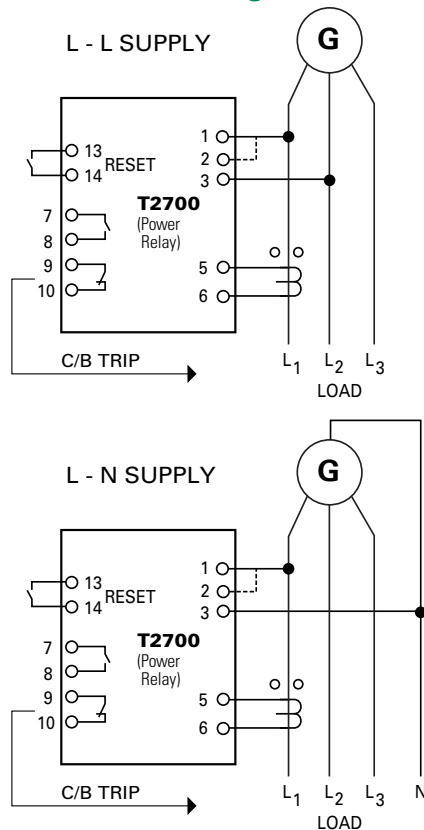 L - L SUPPLY
G
13
14
RESET
1
2
3
T2700
(Power
Relay)
7
8
9
10
5
6
C/B TRIP
L1
L2
L3
LOAD
L - N SUPPLY
G
13
14
RESET
1
2
3
T2700
(Power
Relay)
7
8
9
10
5
6
C/B TRIP
L1
L2
L3
N
LOAD